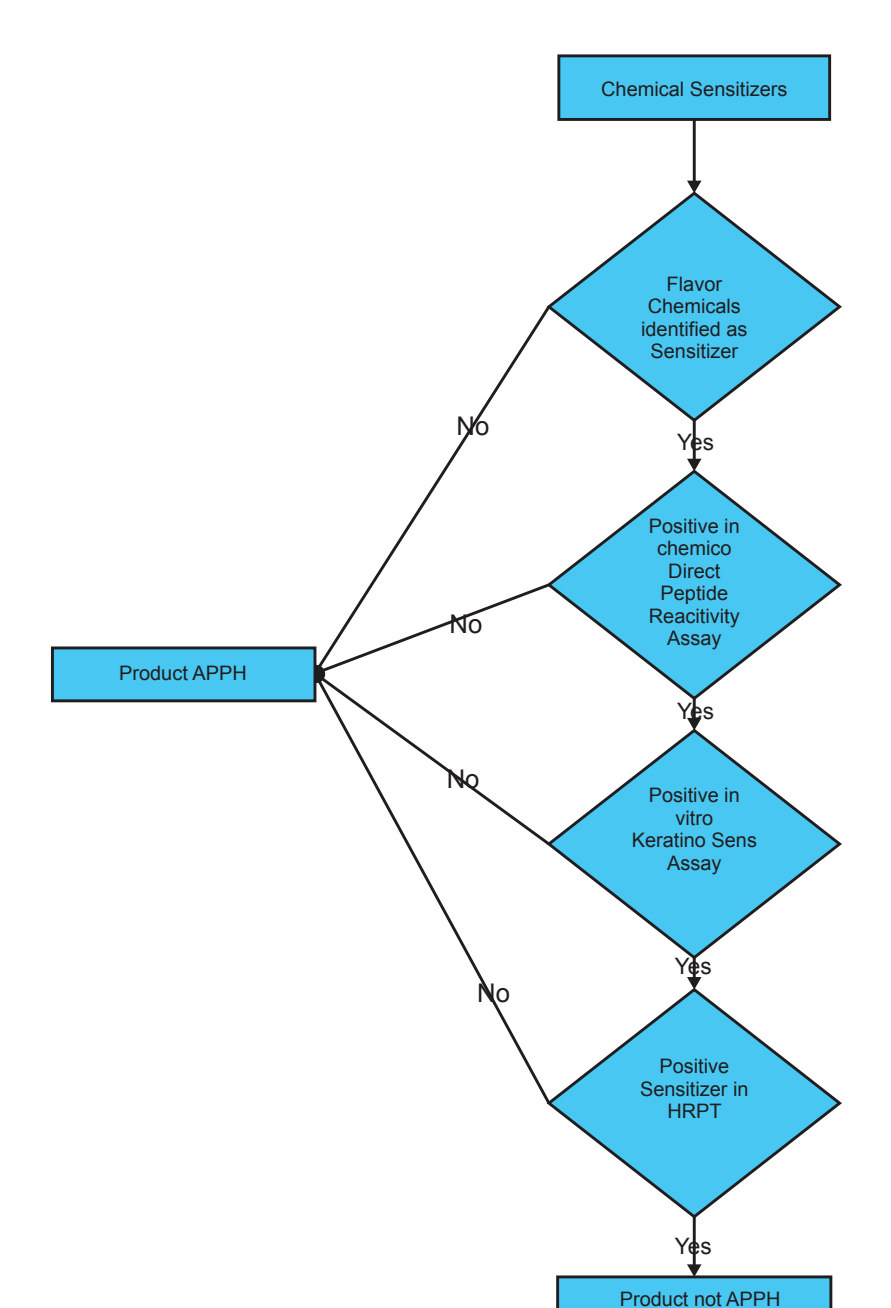 Chemical Sensitizers
Flavor
Chemicals
identified as
Sensitizer
No
Yes
Positive in
chemico
Direct
Peptide
Reacitivity
Assay
No
Product APPH
Yes
No
Positive in
vitro
Keratino Sens
Assay
Yes
No
Positive
Sensitizer in
HRPT
Yes
Product not APPH